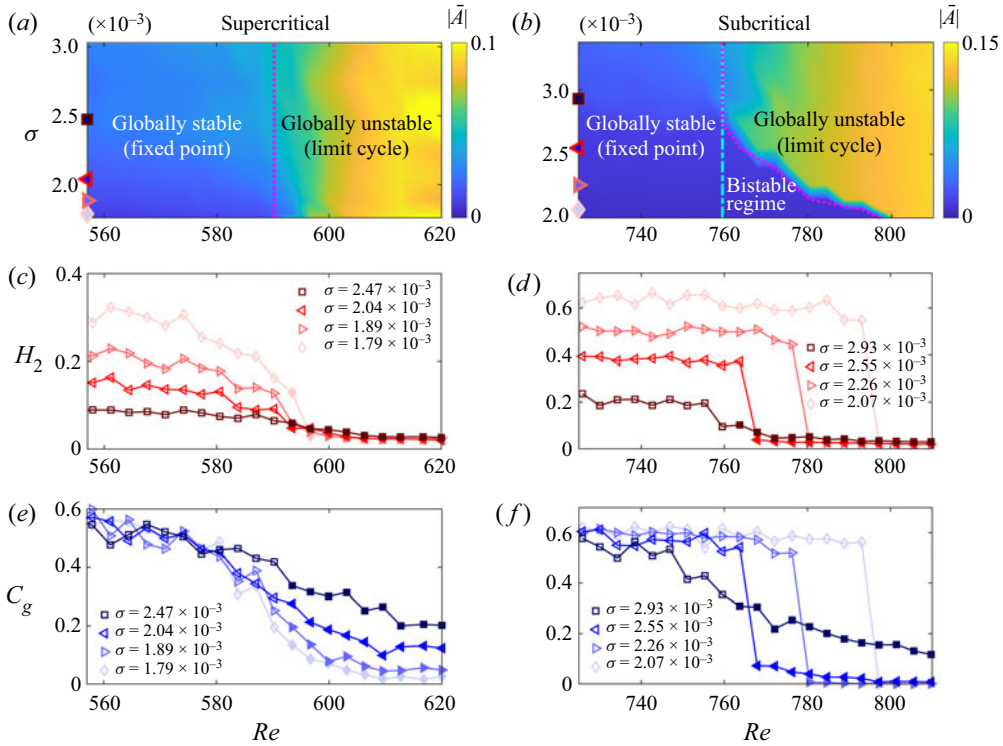 (a) (×10−3) Supercritical |Ā|
3.0
2.5
2.0
σ
Globally stable
(fixed point)
Globally unstable
(limit cycle)
0.1
0
560 580 600 620
(b) (×10−3) Subcritical |Ā|
3.0
2.5
2.0
Globally stable
(fixed point)
Globally unstable
(limit cycle)
Bistable
regime
0.15
0
740 760 780 800
(c)
0.4
0.2
0
H2
σ = 2.47 × 10−3
σ = 2.04 × 10−3
σ = 1.89 × 10−3
σ = 1.79 × 10−3
560 580 600 620
(d)
0.6
0.4
0.2
0
σ = 2.93 × 10−3
σ = 2.55 × 10−3
σ = 2.26 × 10−3
σ = 2.07 × 10−3
740 760 780 800
(e)
0.6
0.4
0.2
0
Cg
σ = 2.47 × 10−3
σ = 2.04 × 10−3
σ = 1.89 × 10−3
σ = 1.79 × 10−3
560 580 600 620
Re
(f)
0.6
0.4
0.2
0
σ = 2.93 × 10−3
σ = 2.55 × 10−3
σ = 2.26 × 10−3
σ = 2.07 × 10−3
740 760 780 800
Re